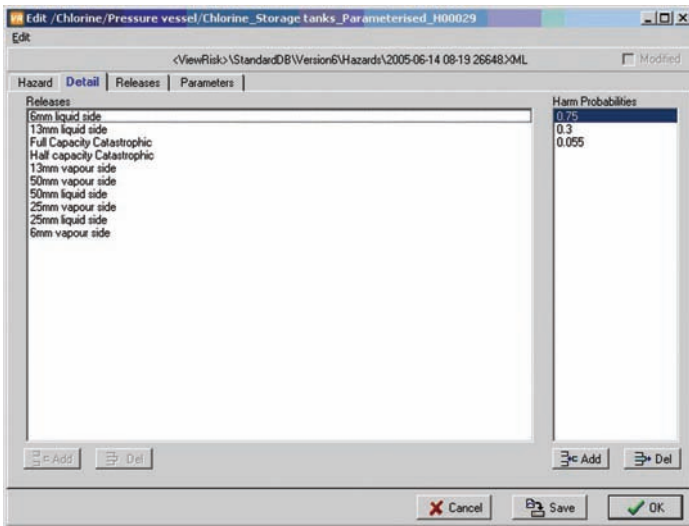 VR Edit /Chlorine/Pressure vessel/Chlorine_Storage tanks_Parameterised_H00029
Edit
<ViewRisk>\StandardDB\Version6\Hazards\2005-06-14 08-19 26648.XML
Modified
Hazard Detail Releases Parameters
Releases
Harm Probabilities
6mm liquid side
13mm liquid side
Full Capacity Catastrophic
Half capacity Catastrophic
13mm vapour side
50mm vapour side
50mm liquid side
25mm vapour side
25mm liquid side
6mm vapour side
0.75
0.3
0.055
Add
Del
Add
Del
Cancel
Save
OK